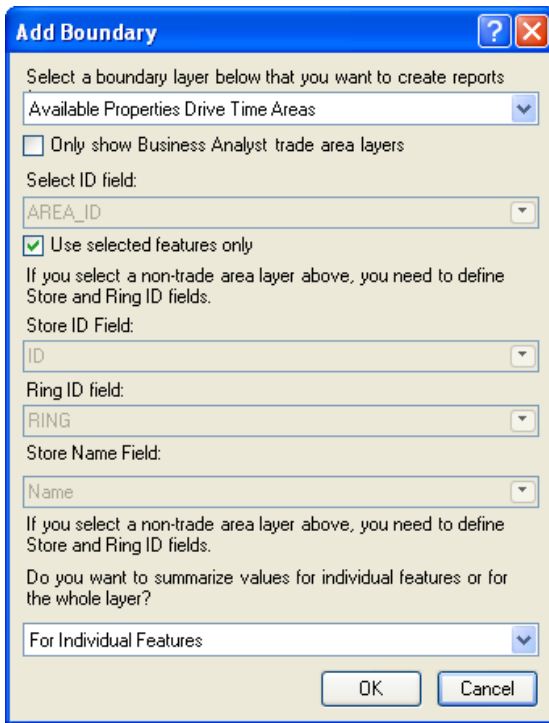 Add Boundary
Select a boundary layer below that you want to create reports
Available Properties Drive Time Areas
Only show Business Analyst trade area layers
Select ID field:
AREA_ID
Use selected features only
If you select a non-trade area layer above, you need to define
Store and Ring ID fields.
Store ID Field:
ID
Ring ID field:
RING
Store Name Field:
Name
If you select a non-trade area layer above, you need to define
Store and Ring ID fields.
Do you want to summarize values for individual features or for
the whole layer?
For Individual Features
OK
Cancel